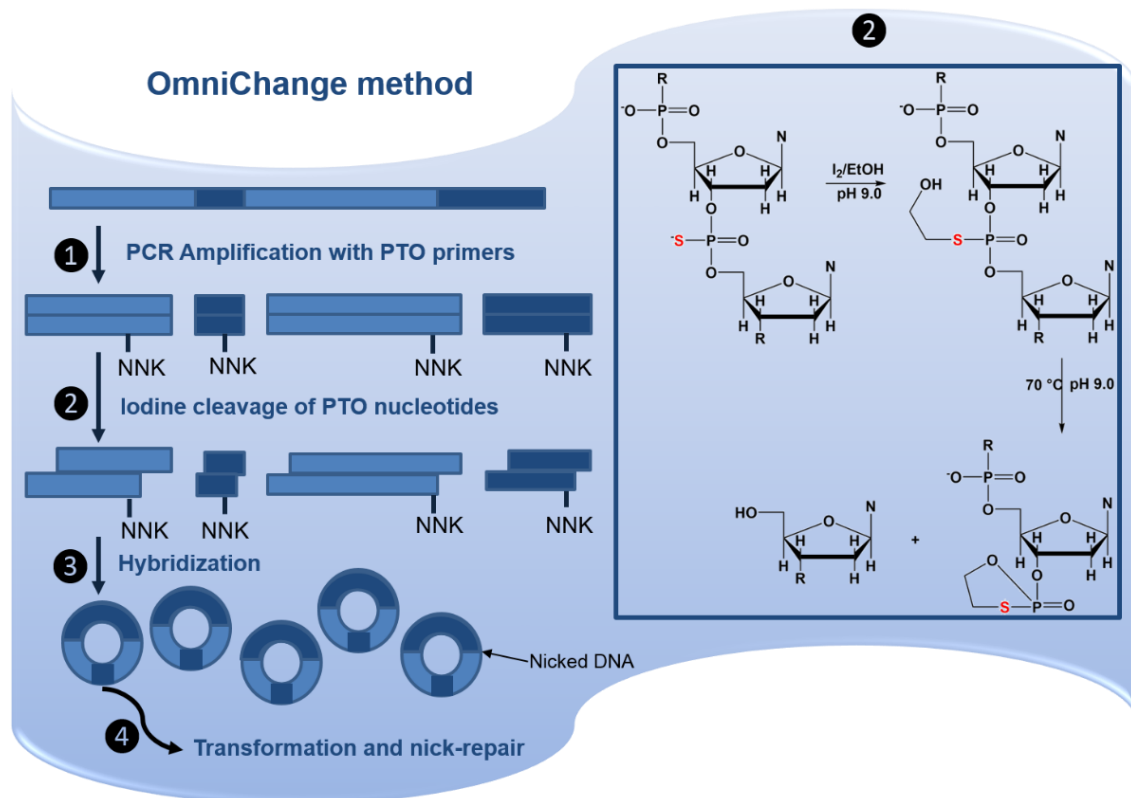 OmniChange method
1
PCR Amplification with PTO primers
NNK
NNK
NNK
NNK
2
Iodine cleavage of PTO nucleotides
NNK
NNK
NNK
NNK
3
Hybridization
Nicked DNA
4
Transformation and nick-repair
2
R
-O P O
O
O N
H H
H H
O
-S P O
O
O N
H H
H H
R
I2/EtOH
pH 9.0
R
-O P O
O
O N
H H
H H
OH
O
S P O
O
O N
H H
H H
R
70 °C pH 9.0
HO
O N
H H
H H
R
+
R
-O P O
O
O N
H H
H H
O O
S P O